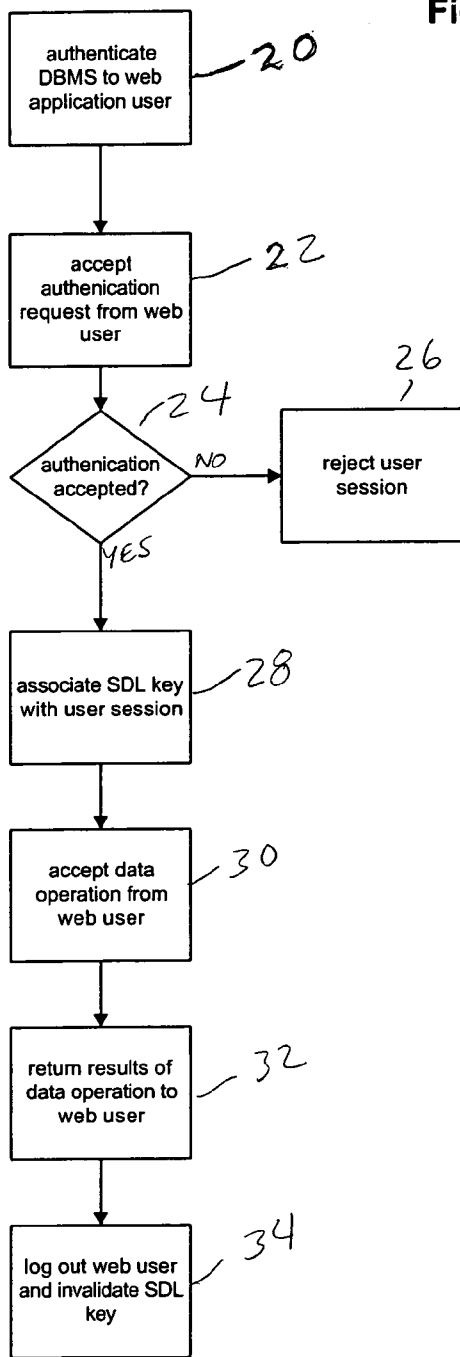 Fi
authenticate
DBMS to web
application user
20
accept
authenication
request from web
user
22
24
authenication
accepted?
NO
26
reject user
session
YES
associate SDL key
with user session
28
accept data
operation from
web user
30
return results of
data operation to
web user
32
log out web user
and invalidate SDL
key
34